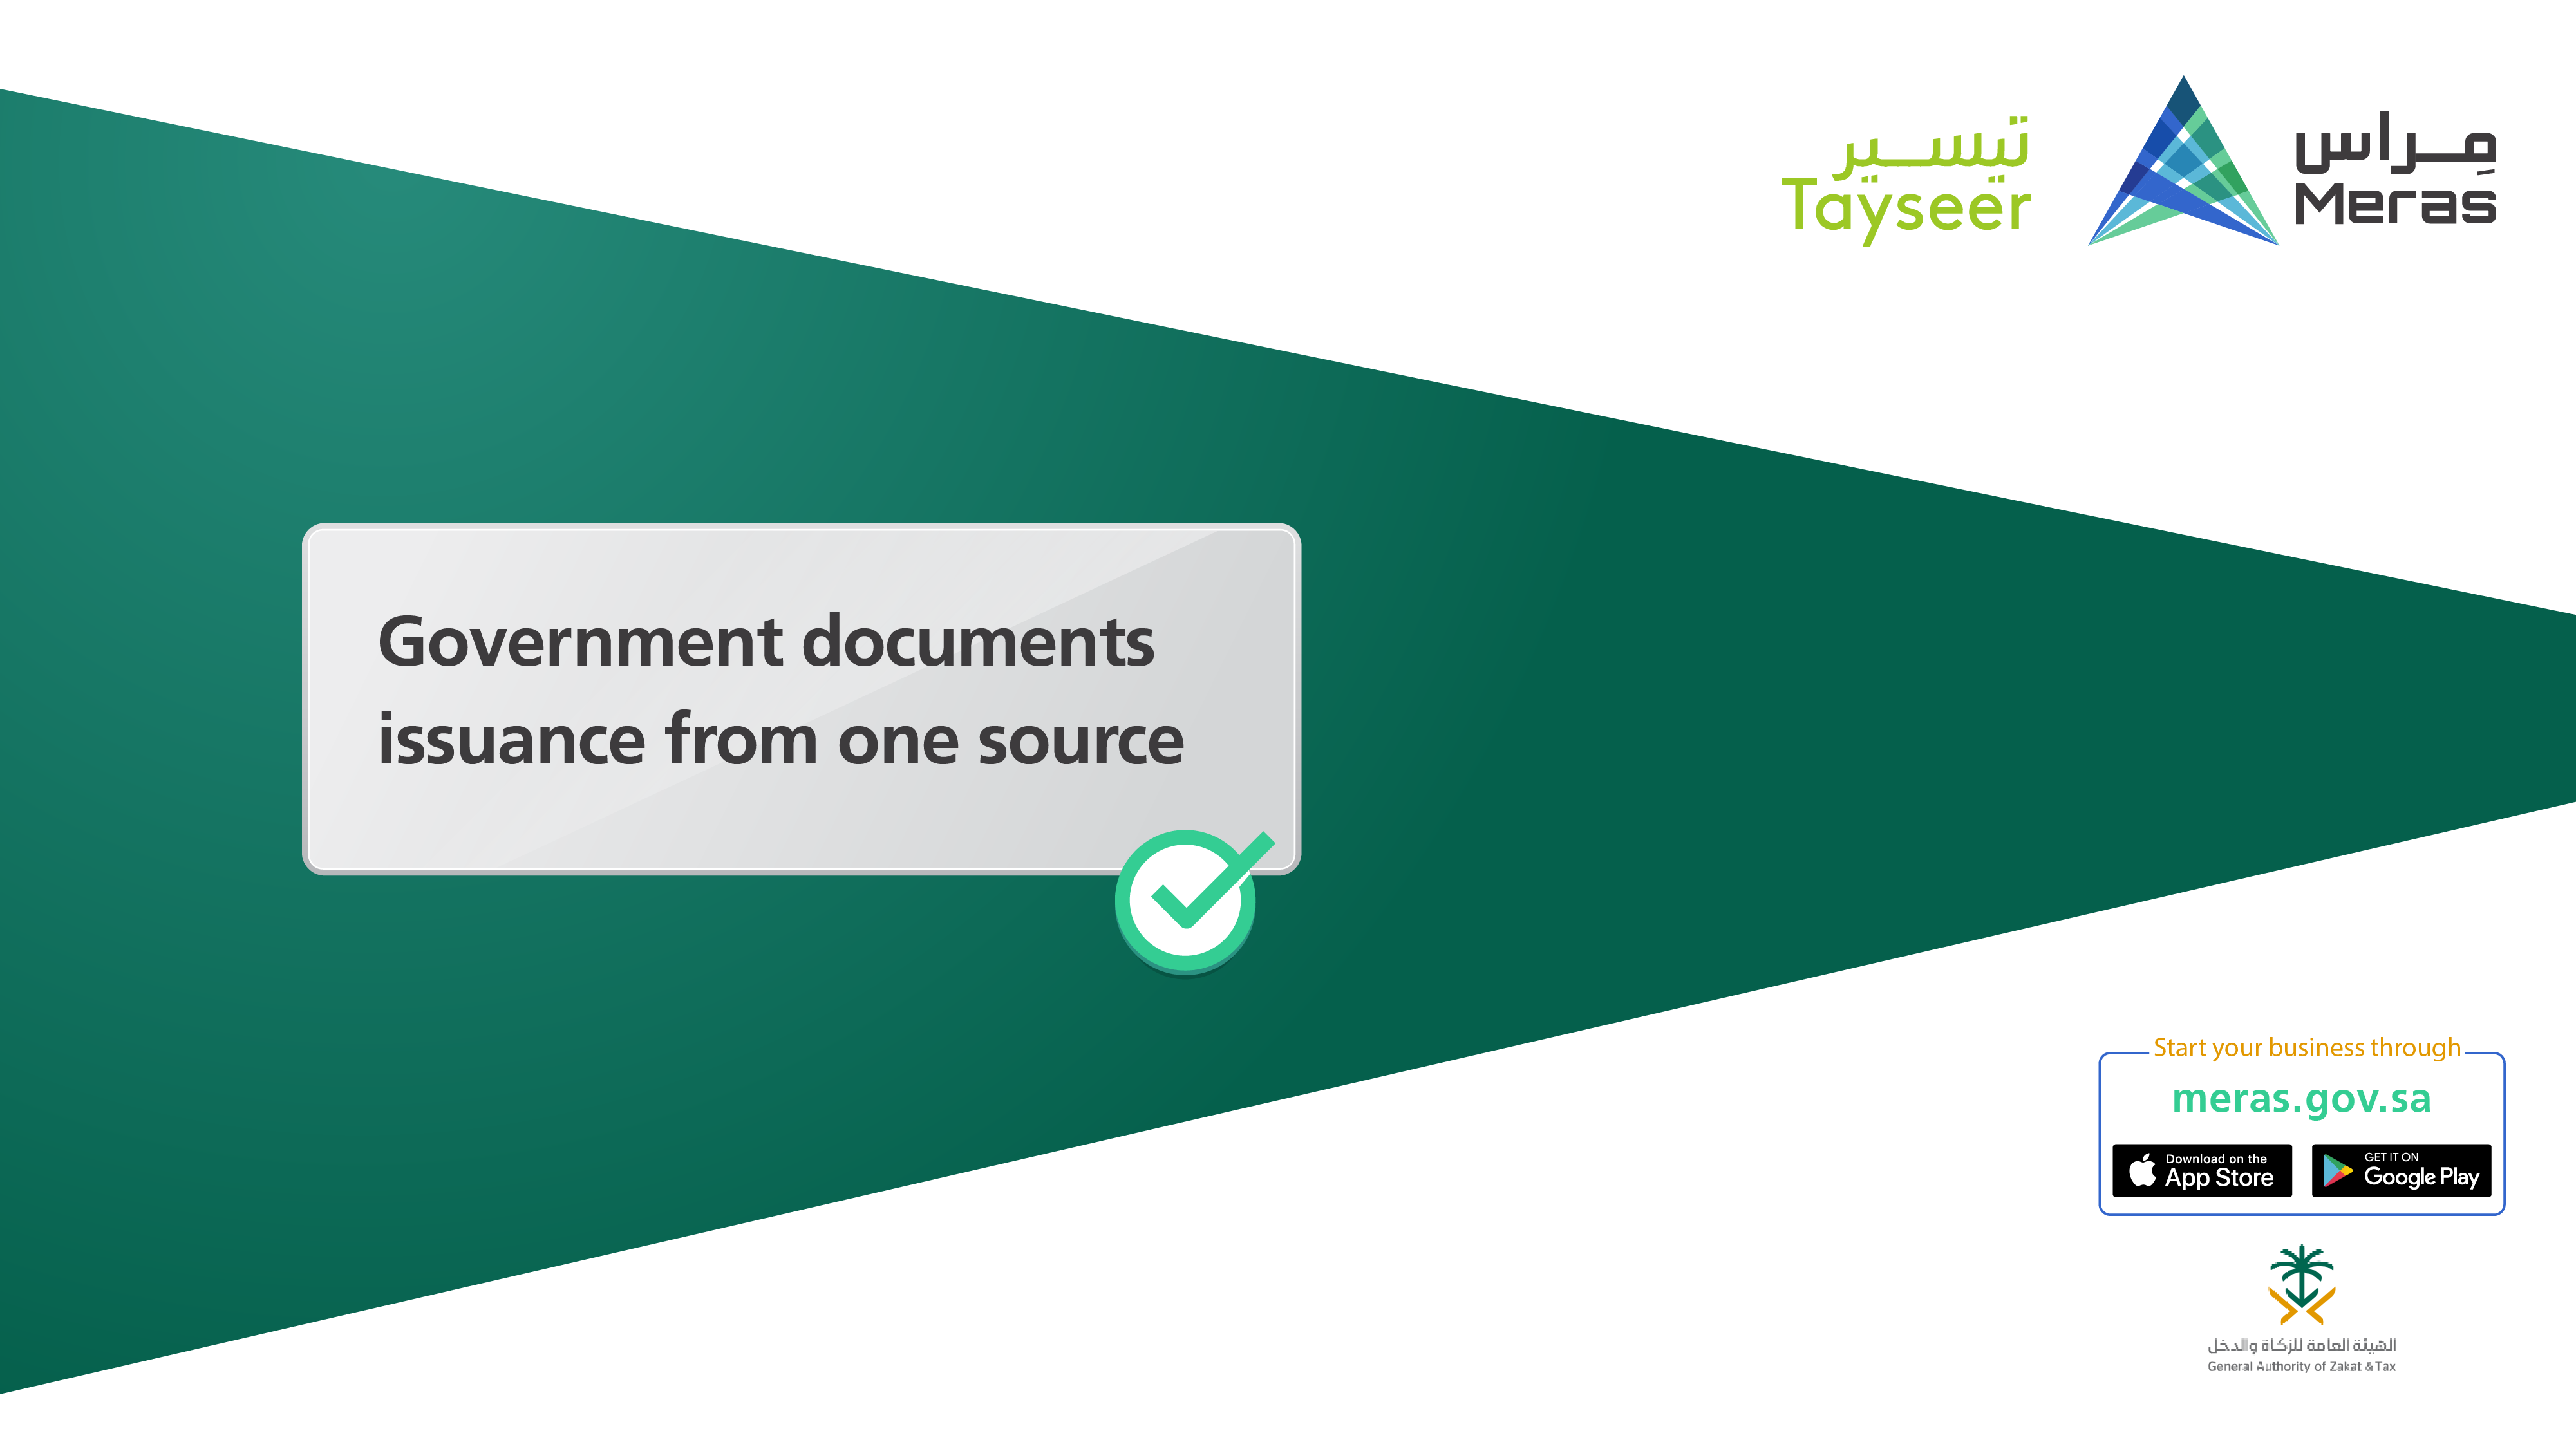 تيسير
Tayseer
مِراس
Meras
Government documents
issuance from one source
Start your business through
meras.gov.sa
Download on the
App Store
GET IT ON
Google Play
الهيئة العامة للزكاة والدخل
General Authority of Zakat & Tax